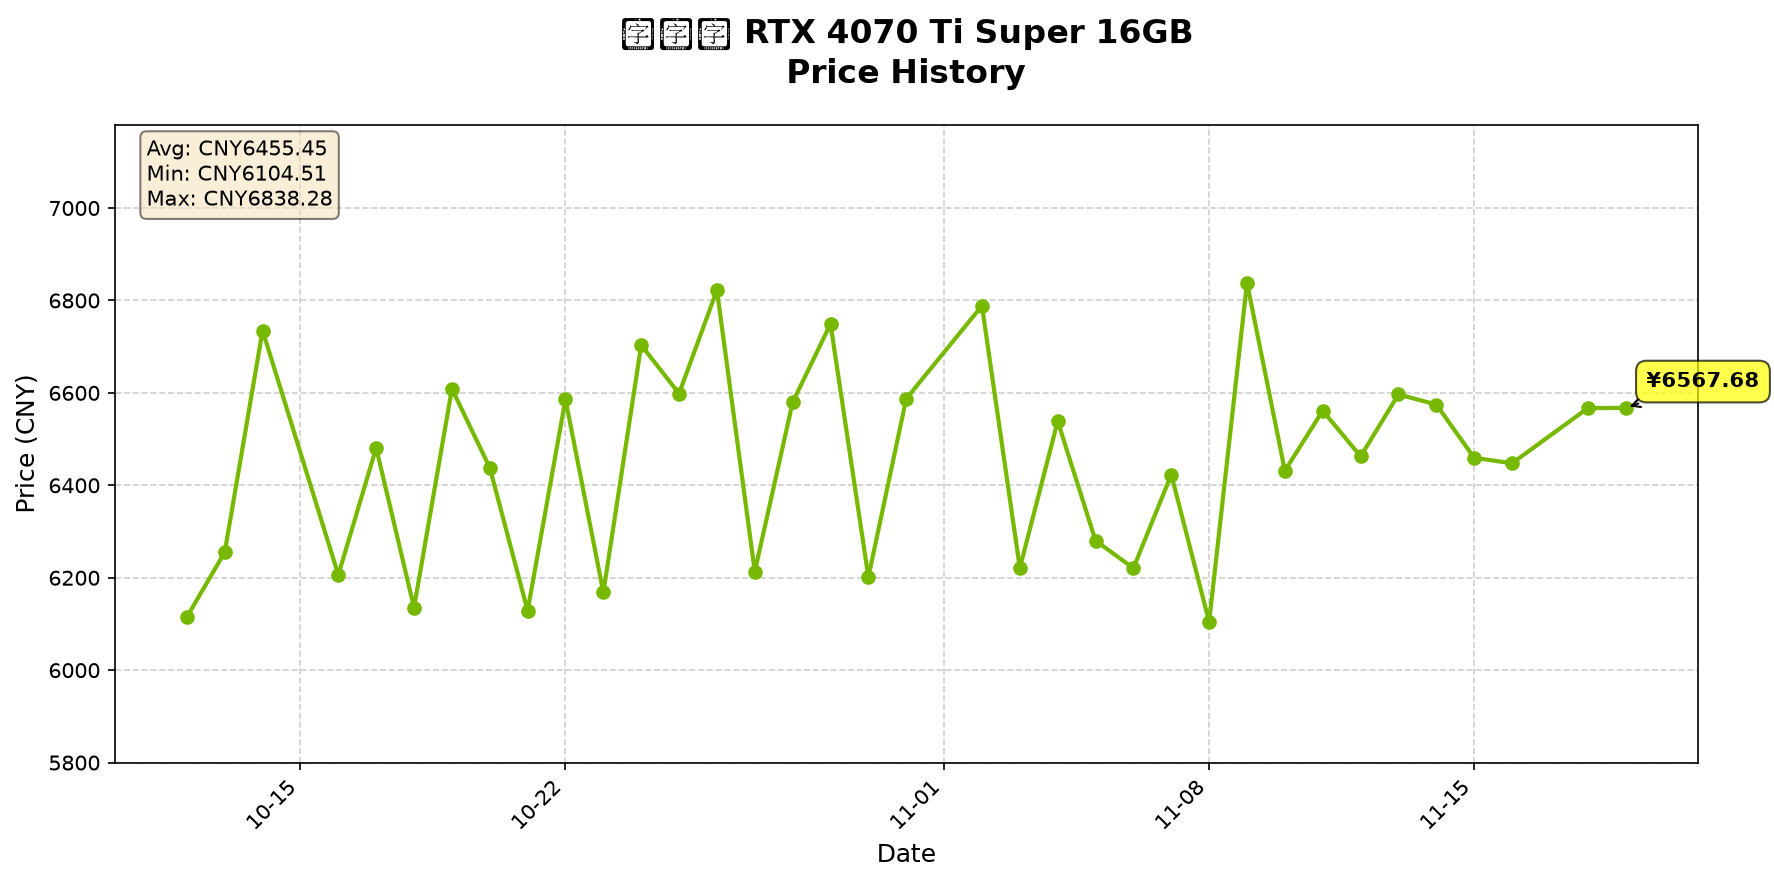 RTX 4070 Ti Super 16GB
Price History
Avg: CNY6455.45
Min: CNY6104.51
Max: CNY6838.28
¥6567.68
Price (CNY)
7000
6800
6600
6400
6200
6000
5800
10-15
10-22
11-01
11-08
11-15
Date